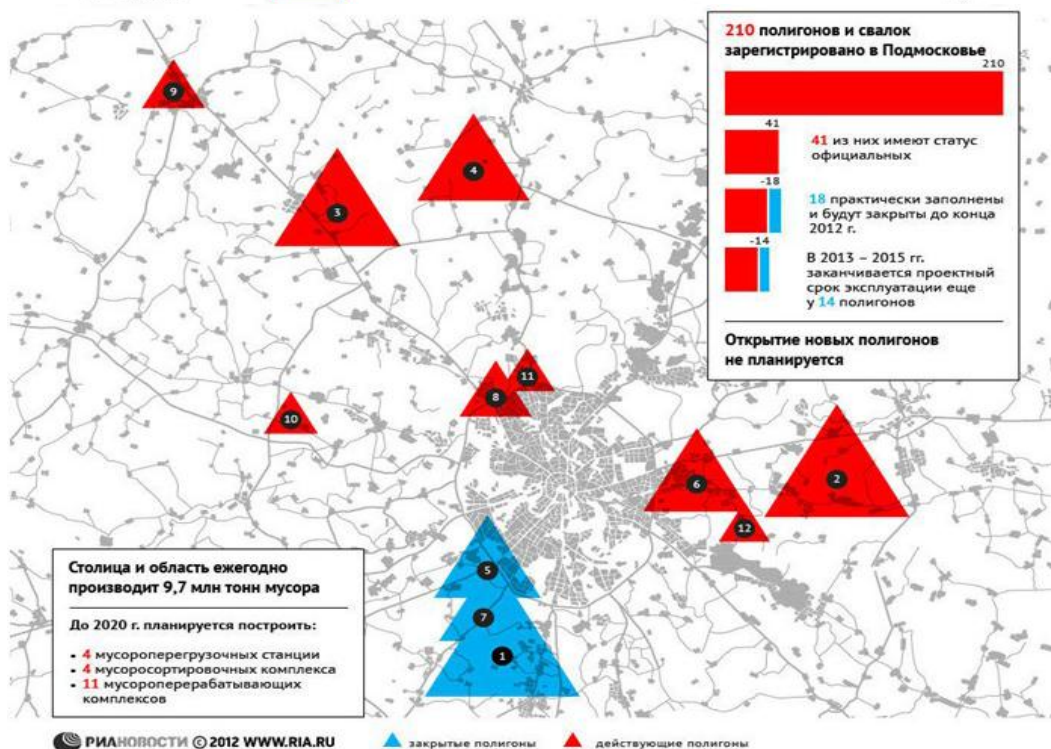 210 полигонов и свалок
зарегистрировано в Подмосковье
210
41
41 из них имеют статус
официальных
-18
18 практически заполнены
и будут закрыты до конца
2012 г.
-14
В 2013 – 2015 гг.
заканчивается проектный
срок эксплуатации еще
у 14 полигонов
Открытие новых полигонов
не планируется
9
4
3
11
8
10
6
2
12
5
7
1
Столица и область ежегодно
производит 9,7 млн тонн мусора
До 2020 г. планируется построить:
• 4 мусороперегрузочных станции
• 4 мусоросортировочных комплекса
• 11 мусороперерабатывающих
комплексов
РИАНОВОСТИ © 2012 WWW.RIA.RU
закрытые полигоны
действующие полигоны